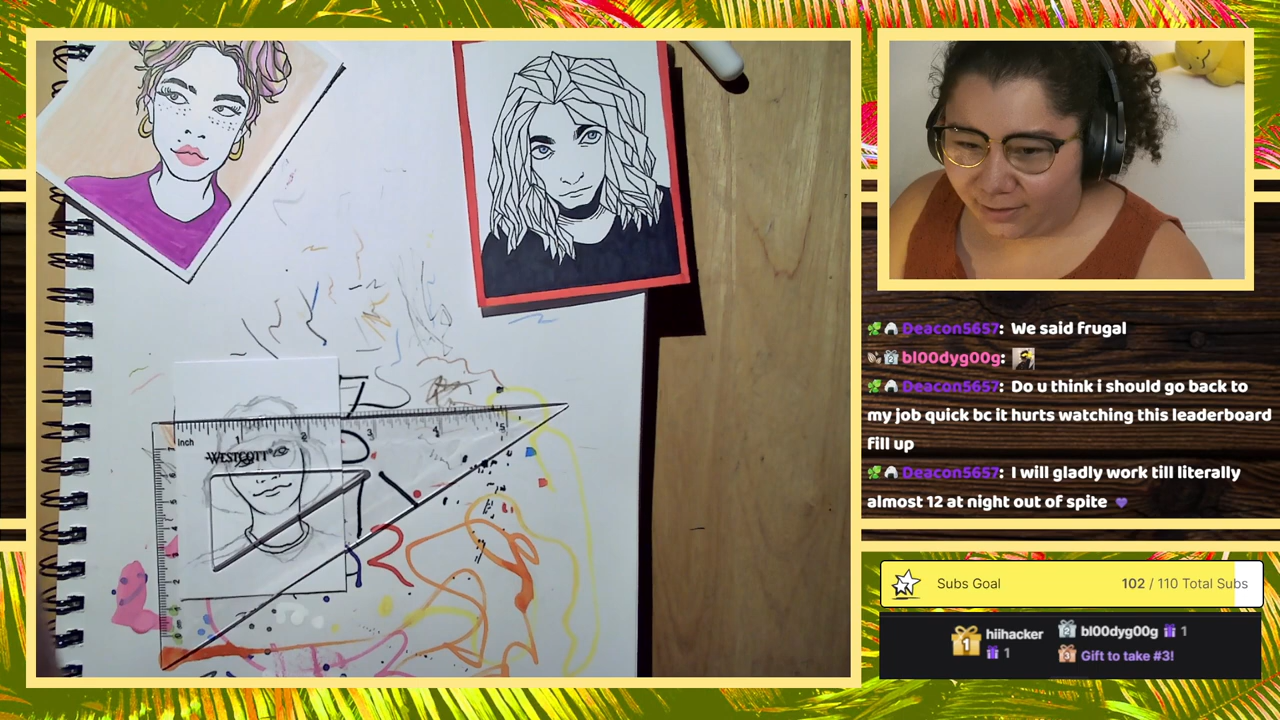 inch 1 2 3 4 5
WESTCOTT
Deacon5657: We said frugal
bl00dyg00g:
Deacon5657: Do u think i should go back to
my job quick bc it hurts watching this leaderboard
fill up
Deacon5657: I will gladly work till literally
almost 12 at night out of spite 💜
Subs Goal 102 / 110 Total Subs
1 hiihacker 1
2 bl00dyg00g 1
3 Gift to take #3!